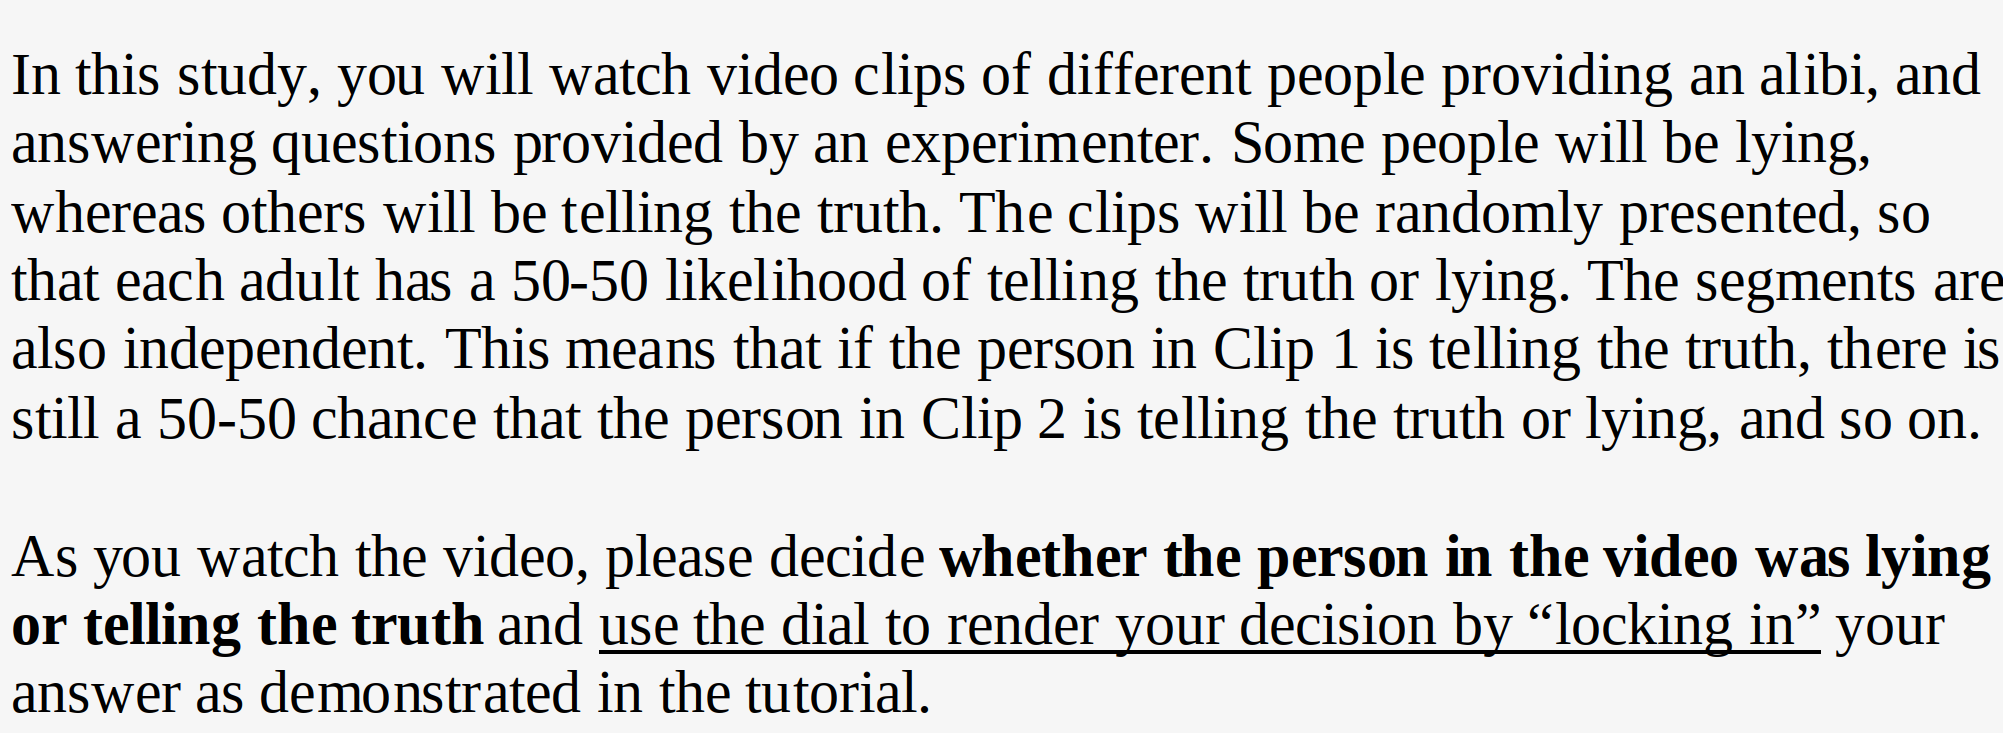 In this study, you will watch video clips of different people providing an alibi, and
answering questions provided by an experimenter. Some people will be lying,
whereas others will be telling the truth. The clips will be randomly presented, so
that each adult has a 50-50 likelihood of telling the truth or lying. The segments are
also independent. This means that if the person in Clip 1 is telling the truth, there is
still a 50-50 chance that the person in Clip 2 is telling the truth or lying, and so on.
As you watch the video, please decide whether the person in the video was lying
or telling the truth and use the dial to render your decision by “locking in” your
answer as demonstrated in the tutorial.